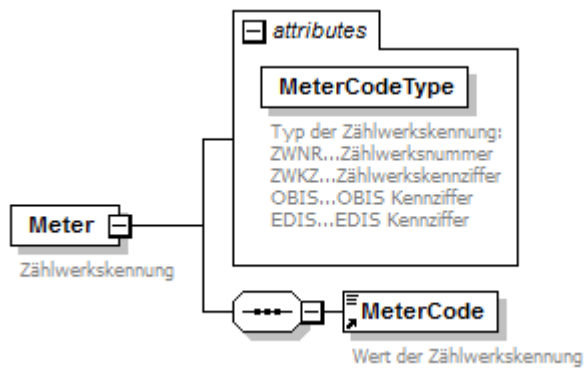 attributes
MeterCodeType
Typ der Zählwerkskennung:
ZWNR...Zählwerksnummer
ZWKZ...Zählwerkskennziffer
OBIS...OBIS Kennziffer
EDIS...EDIS Kennziffer
Meter
Zählwerkskennung
MeterCode
Wert der Zählwerkskennung